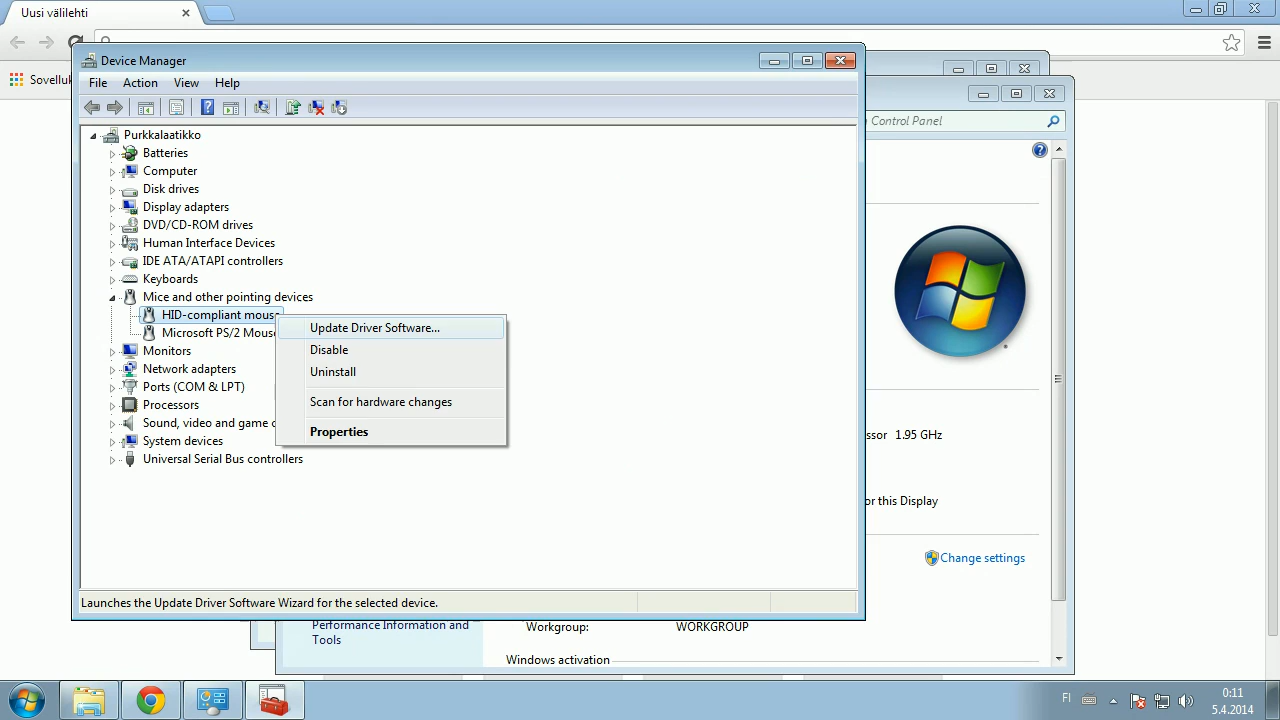 Uusi välilehti
Sovelluk
Device Manager
File Action View Help
Control Panel
Purkkalaatikko
Batteries
Computer
Disk drives
Display adapters
DVD/CD-ROM drives
Human Interface Devices
IDE ATA/ATAPI controllers
Keyboards
Mice and other pointing devices
HID-compliant mouse
Microsoft PS/2 Mouse
Monitors
Network adapters
Ports (COM & LPT)
Processors
Sound, video and game
System devices
Universal Serial Bus controllers
Update Driver Software...
Disable
Uninstall
Scan for hardware changes
Properties
1.95 GHz
for this Display
Change settings
Launches the Update Driver Software Wizard for the selected device.
Performance Information and
Tools
Workgroup: WORKGROUP
Windows activation
FI
0:11
5.4.2014